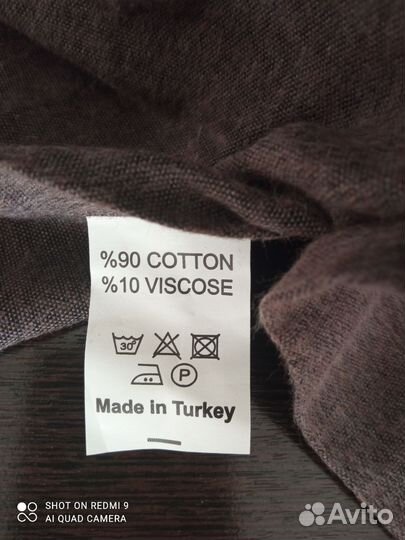 %90 COTTON
%10 VISCOSE
30°
P
Made in Turkey
SHOT ON REDMI 9
AI QUAD CAMERA
Avito